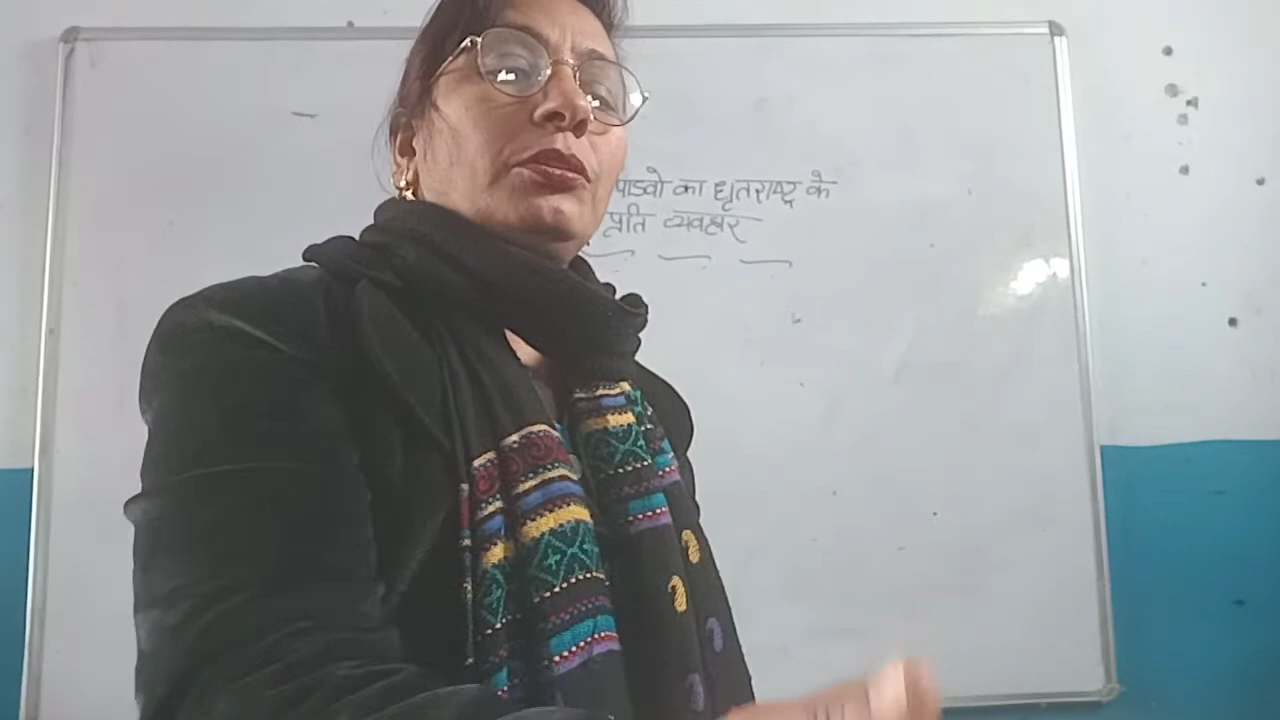 पाडवो का धृतराष्ट्र के
प्रति व्यवहार